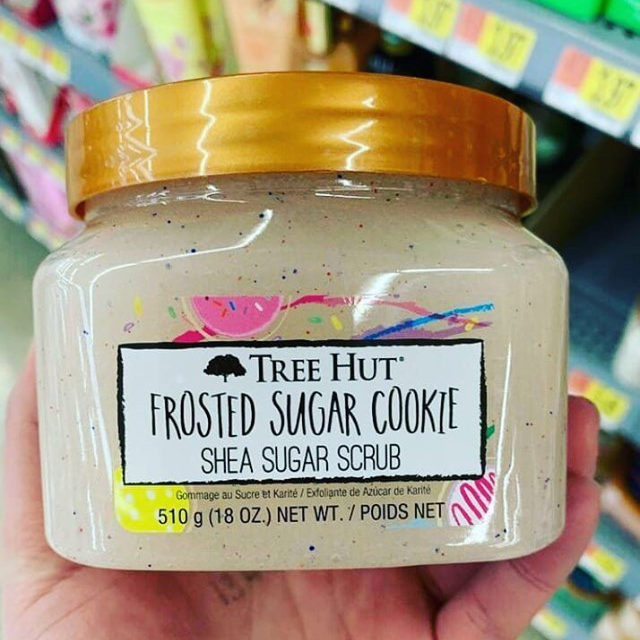 TREE HUT®
FROSTED SUGAR COOKIE
SHEA SUGAR SCRUB
Gommage au Sucre et Karité / Exfoliante de Azúcar de Karité
510 g (18 OZ.) NET WT. / POIDS NET